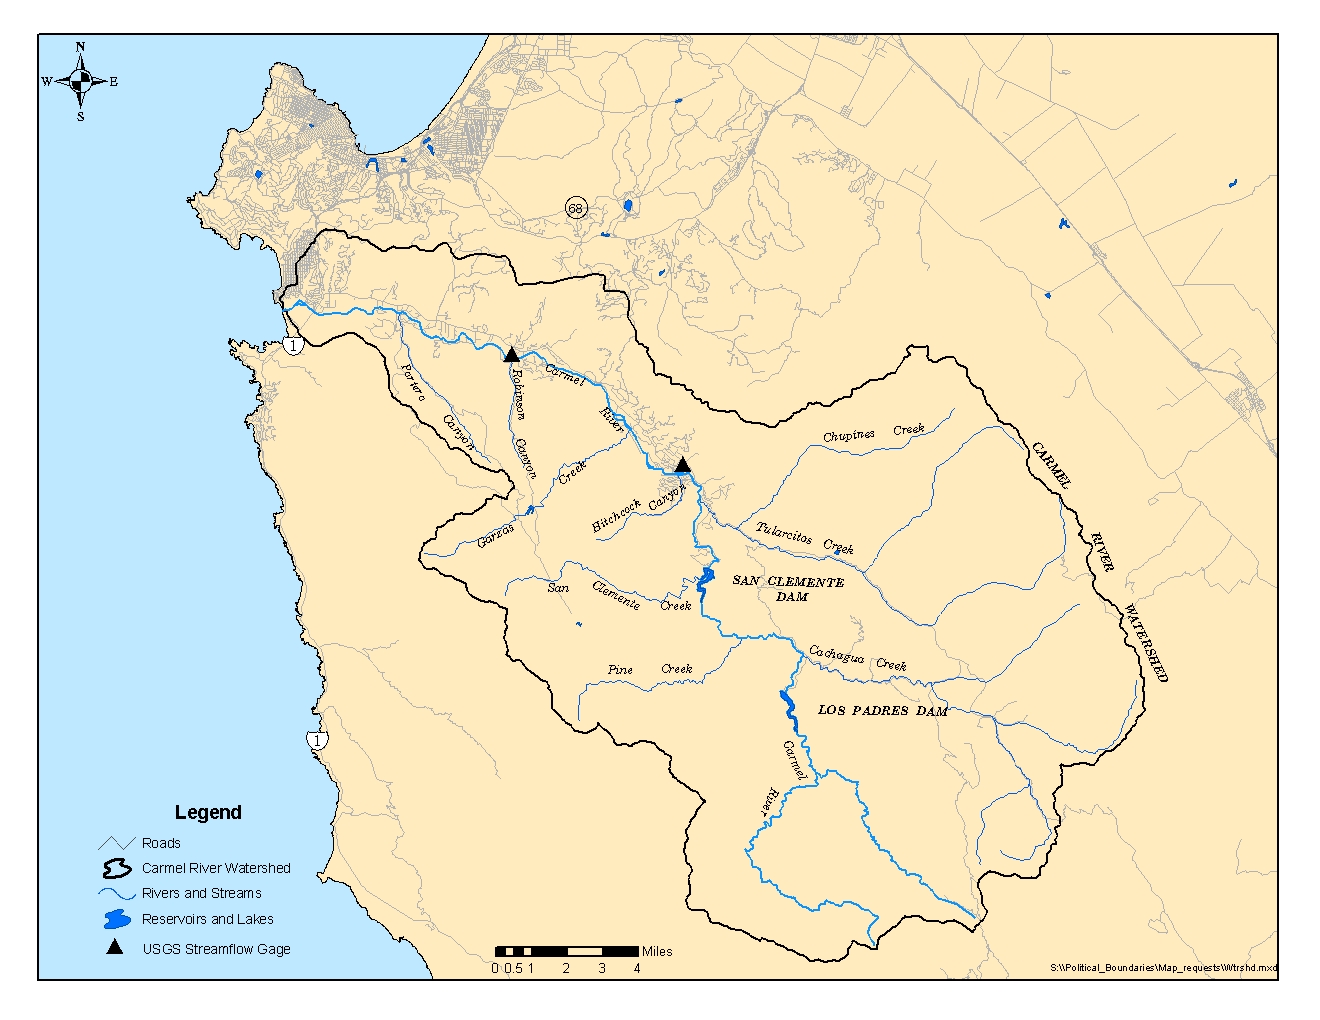 N
W E
S
68
1
Potrero
Canyon
Robinson
Canyon
Carmel
River
Chupines Creek
Garzas Creek
Hitchcock Canyon
Tularcitos Creek
CARMEL
RIVER
WATERSHED
SAN CLEMENTE
DAM
San Clemente Creek
Cachagua Creek
Pine Creek
LOS PADRES DAM
Carmel
River
1
Legend
Roads
Carmel River Watershed
Rivers and Streams
Reservoirs and Lakes
USGS Streamflow Gage
Miles
0 0.5 1 2 3 4
S:\\Political_Boundaries\Map_requests\Wtrshd.mxd